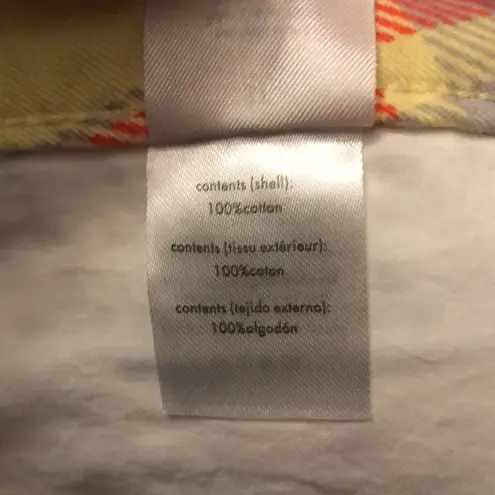 contents (shell):
100%cotton
contents (tissu extérieur):
100%coton
contents (tejido externo):
100%algodón